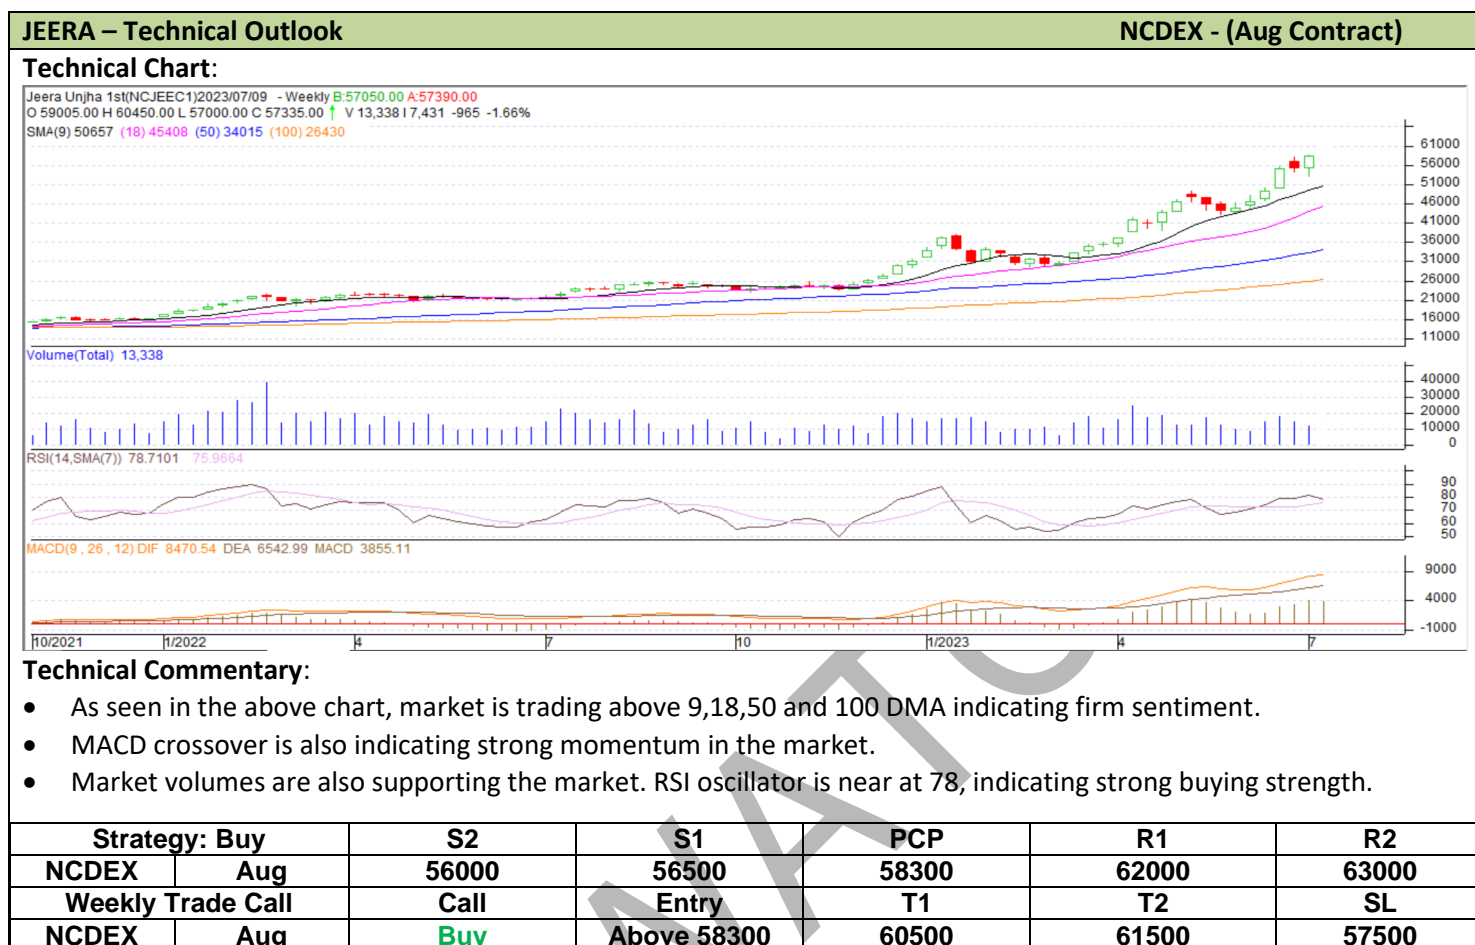 JEERA – Technical Outlook NCDEX - (Aug Contract)
Technical Chart:
Jeera Unjha 1st(NCJEEC1)2023/07/09 - Weekly B:57050.00 A:57390.00
O 59005.00 H 60450.00 L 57000.00 C 57335.00 ↑ V 13,338 I 7,431 -965 -1.66%
SMA(9) 50657 (18) 45408 (50) 34015 (100) 26430
61000
56000
51000
46000
41000
36000
31000
26000
21000
16000
11000
Volume(Total) 13,338
40000
30000
20000
10000
0
RSI(14,SMA(7)) 78.7101 75.9664
90
80
70
60
50
MACD(9 , 26 , 12) DIF 8470.54 DEA 6542.99 MACD 3855.11
9000
4000
-1000
10/2021 1/2022 4 7 10 1/2023 4 7
Technical Commentary:
• As seen in the above chart, market is trading above 9,18,50 and 100 DMA indicating firm sentiment.
• MACD crossover is also indicating strong momentum in the market.
• Market volumes are also supporting the market. RSI oscillator is near at 78, indicating strong buying strength.
Strategy: Buy S2 S1 PCP R1 R2
NCDEX Aug 56000 56500 58300 62000 63000
Weekly Trade Call Call Entry T1 T2 SL
NCDEX Aug Buy Above 58300 60500 61500 57500